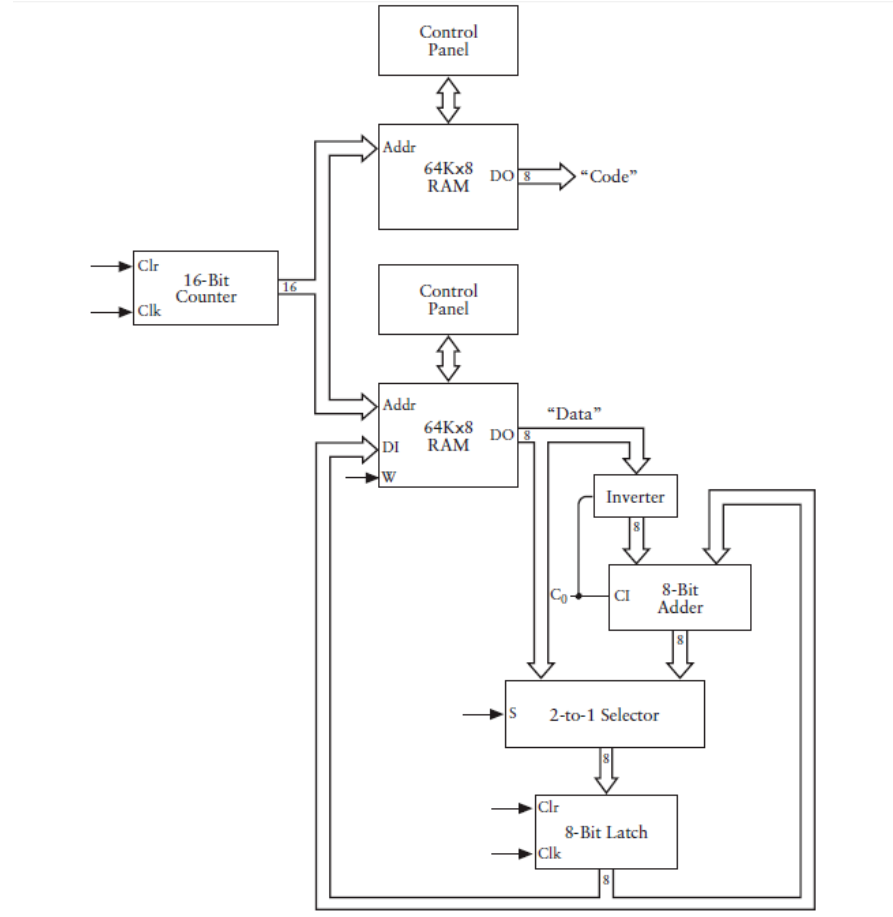 Control
Panel
Addr
64Kx8
RAM
DO
8
“Code”
Clr
16-Bit
Counter
Clk
16
Control
Panel
Addr
64Kx8
RAM
DI
DO
8
W
“Data”
Inverter
8
C0
CI
8-Bit
Adder
8
S
2-to-1 Selector
8
Clr
8-Bit Latch
Clk
8